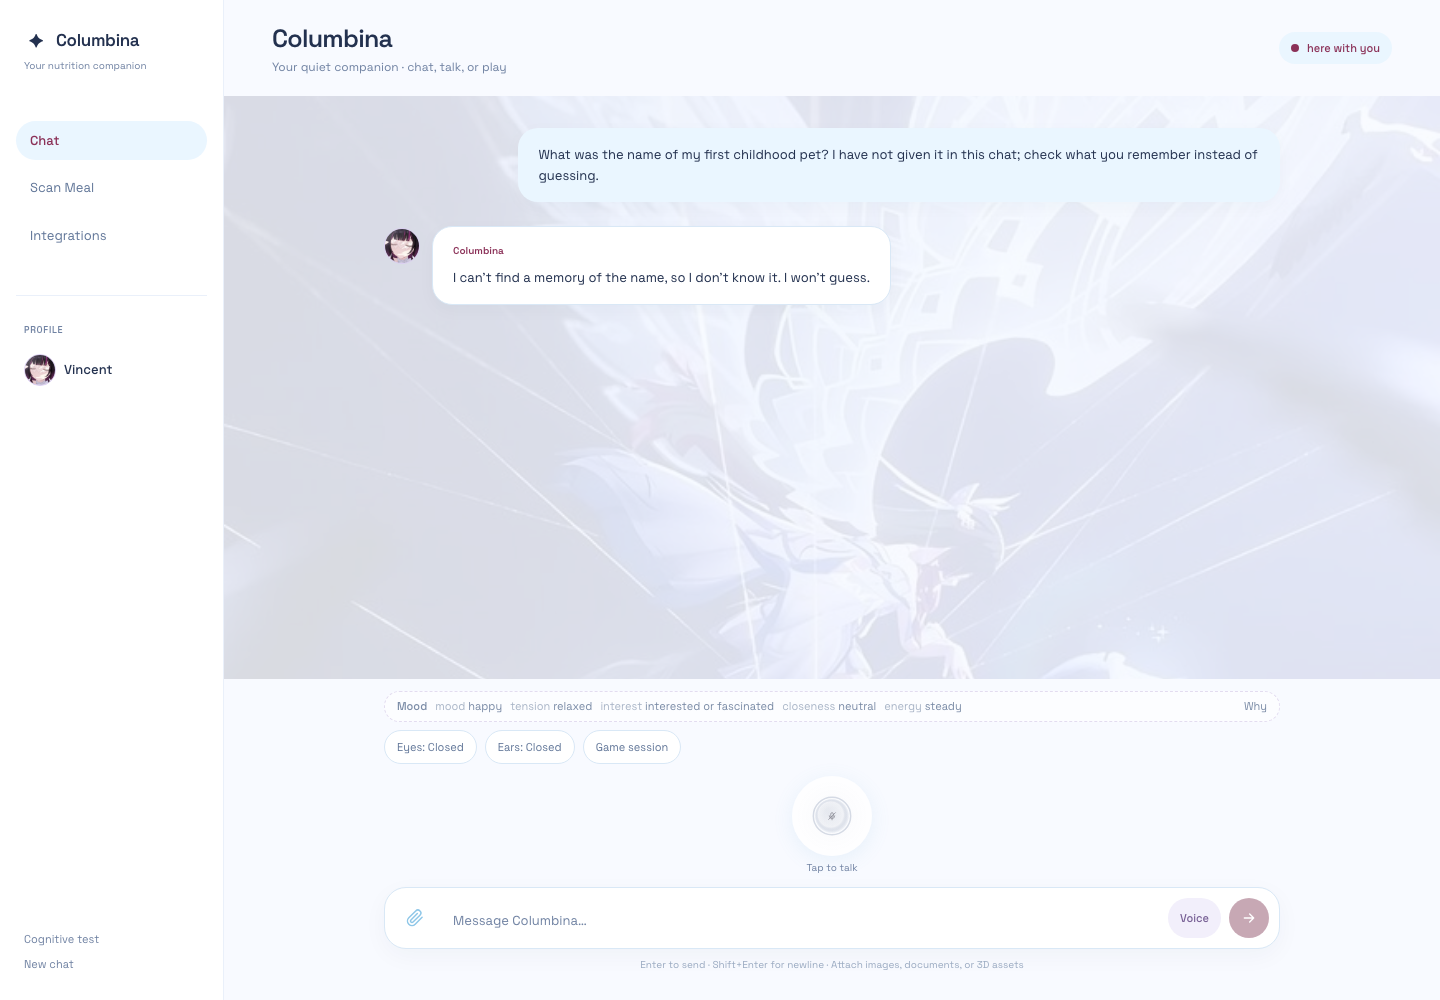 Columbina
Your nutrition companion
Chat
Scan Meal
Integrations
PROFILE
Vincent
Cognitive test
New chat
Columbina
Your quiet companion · chat, talk, or play
here with you
What was the name of my first childhood pet? I have not given it in this chat; check what you remember instead of
guessing.
Columbina
I can't find a memory of the name, so I don't know it. I won't guess.
Mood mood happy tension relaxed interest interested or fascinated closeness neutral energy steady Why
Eyes: Closed Ears: Closed Game session
Tap to talk
Message Columbina...
Voice
Enter to send · Shift+Enter for newline · Attach images, documents, or 3D assets